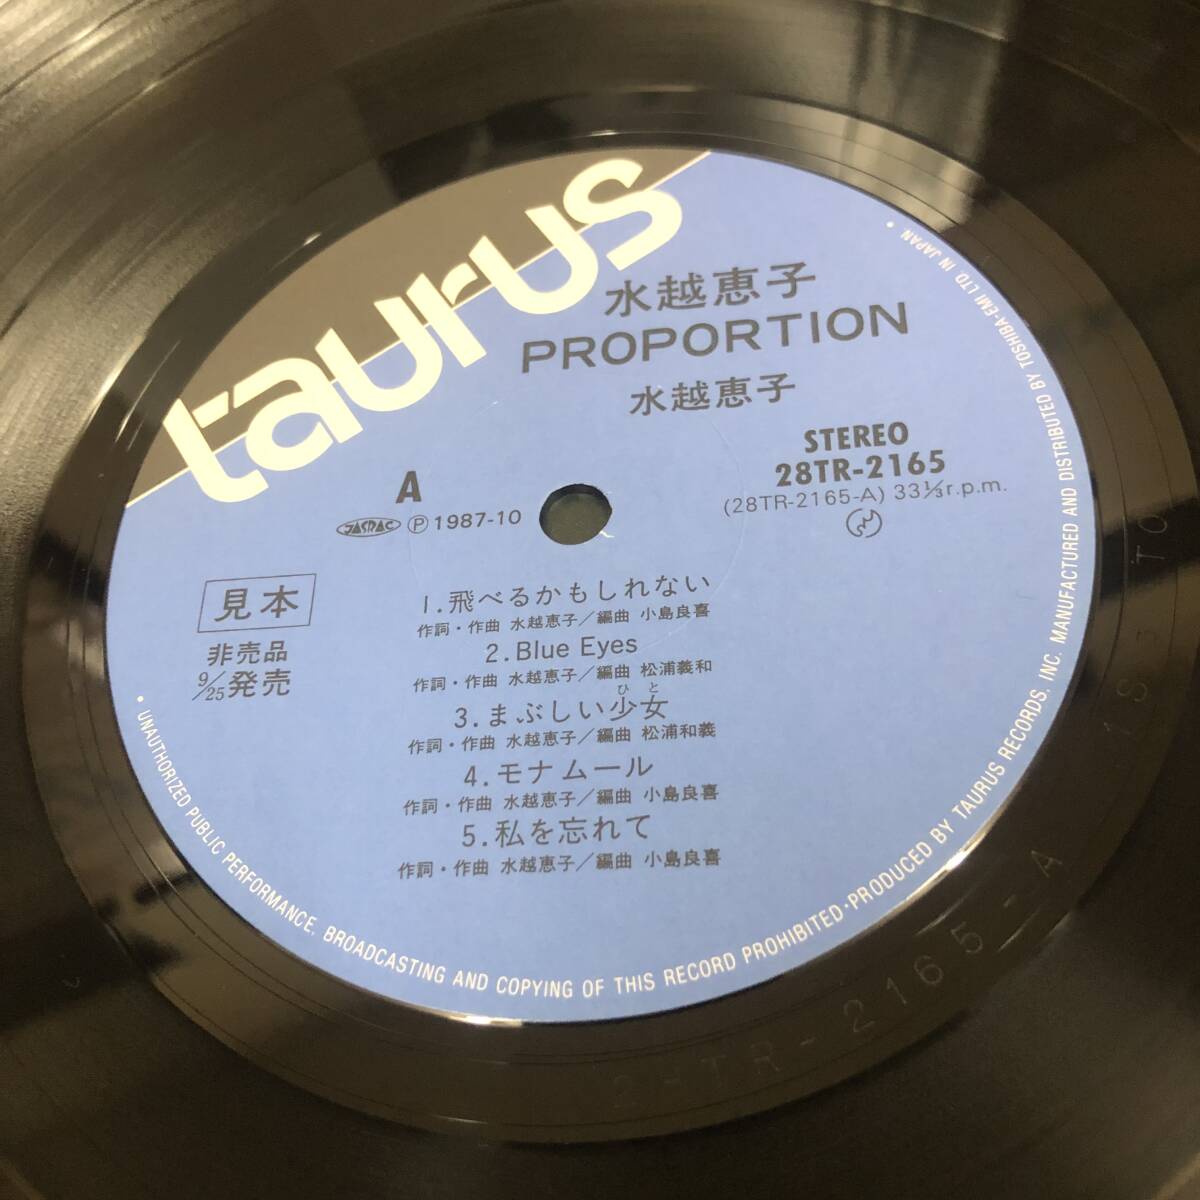 taurus
水越恵子
PROPORTION
水越恵子
STEREO
28TR-2165
(28TR-2165-A) 33⅓r.p.m.
A
JASRAC Ⓟ1987-10
見本
非売品
9/25発売
1.飛べるかもしれない
作詞・作曲 水越恵子/編曲 小島良喜
2.Blue Eyes
作詞・作曲 水越恵子/編曲 松浦義和
ひと
3.まぶしい少女
作詞・作曲 水越恵子/編曲 松浦和義
4.モナムール
作詞・作曲 水越恵子/編曲 小島良喜
5.私を忘れて
作詞・作曲 水越恵子/編曲 小島良喜
• UNAUTHORIZED PUBLIC PERFORMANCE, BROADCASTING AND COPYING OF THIS RECORD PROHIBITED•PRODUCED BY TAURUS RECORDS, INC. MANUFACTURED AND DISTRIBUTED BY TOSHIBA-EMI LTD. IN JAPAN •
2-TR-2165-A
1S
TO